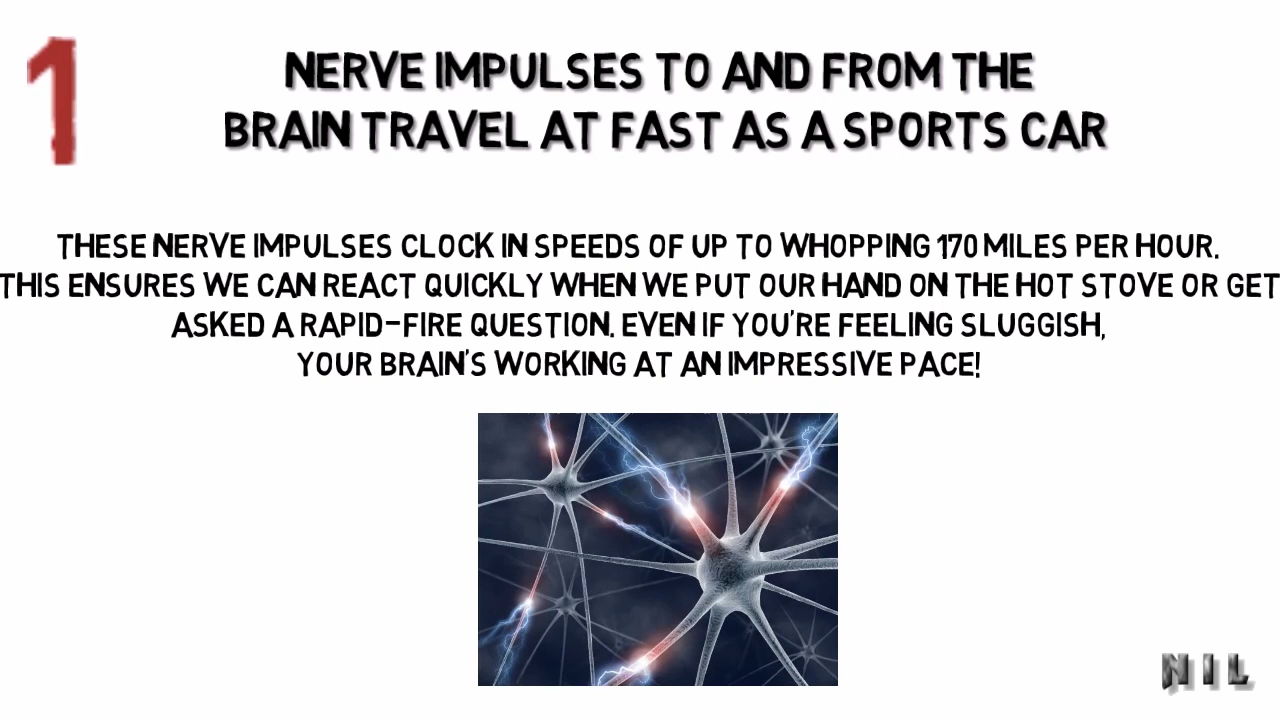 1
NERVE IMPULSES TO AND FROM THE
BRAIN TRAVEL AT FAST AS A SPORTS CAR
THESE NERVE IMPULSES CLOCK IN SPEEDS OF UP TO WHOPPING 170 MILES PER HOUR.
THIS ENSURES WE CAN REACT QUICKLY WHEN WE PUT OUR HAND ON THE HOT STOVE OR GET
ASKED A RAPID-FIRE QUESTION. EVEN IF YOU'RE FEELING SLUGGISH,
YOUR BRAIN'S WORKING AT AN IMPRESSIVE PACE!
NIL